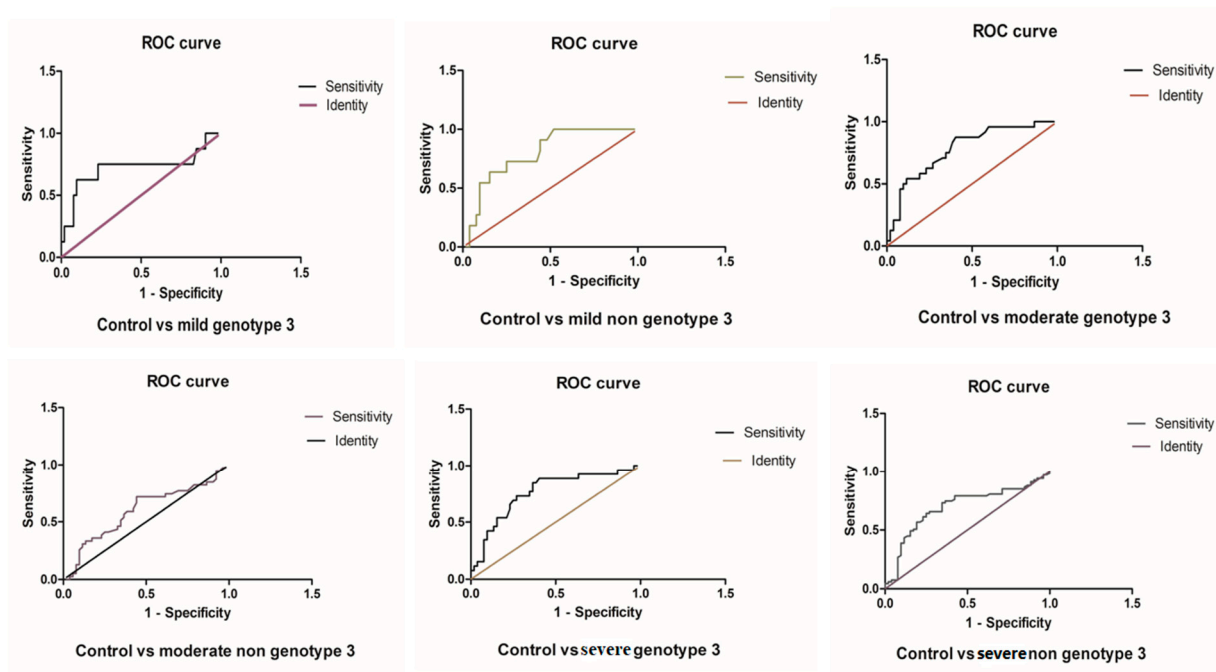 ROC curve
1.5
1.0
0.5
0.0
Sensitivity
Sensitivity
Identity
0.0 0.5 1.0 1.5
1 - Specificity
Control vs mild genotype 3
ROC curve
1.5
1.0
0.5
0.0
Sensitivity
Sensitivity
Identity
0.0 0.5 1.0 1.5
1 - Specificity
Control vs mild non genotype 3
ROC curve
1.5
1.0
0.5
0.0
Sensitivity
Sensitivity
Identity
0.0 0.5 1.0 1.5
1 - Specificity
Control vs moderate genotype 3
ROC curve
1.5
1.0
0.5
0.0
Sensitivity
Sensitivity
Identity
0.0 0.5 1.0 1.5
1 - Specificity
Control vs moderate non genotype 3
ROC curve
1.5
1.0
0.5
0.0
Sensitivity
Sensitivity
Identity
0.0 0.5 1.0 1.5
1 - Specificity
Control vs severe genotype 3
ROC curve
1.5
1.0
0.5
0.0
Sensitivity
Sensitivity
Identity
0.0 0.5 1.0 1.5
1 - Specificity
Control vs severe non genotype 3